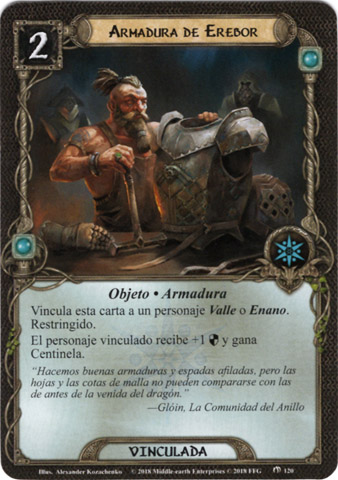 2
ARMADURA DE EREBOR
Objeto • Armadura
Vincula esta carta a un personaje Valle o Enano.
Restringido.
El personaje vinculado recibe +1 y gana
Centinela.
“Hacemos buenas armaduras y espadas afiladas, pero las
hojas y las cotas de malla no pueden compararse con las
de antes de la venida del dragón.”
—Glóin, La Comunidad del Anillo
VINCULADA
Illus. Alexander Kozachenko © 2018 Middle-earth Enterprises © 2018 FFG 120